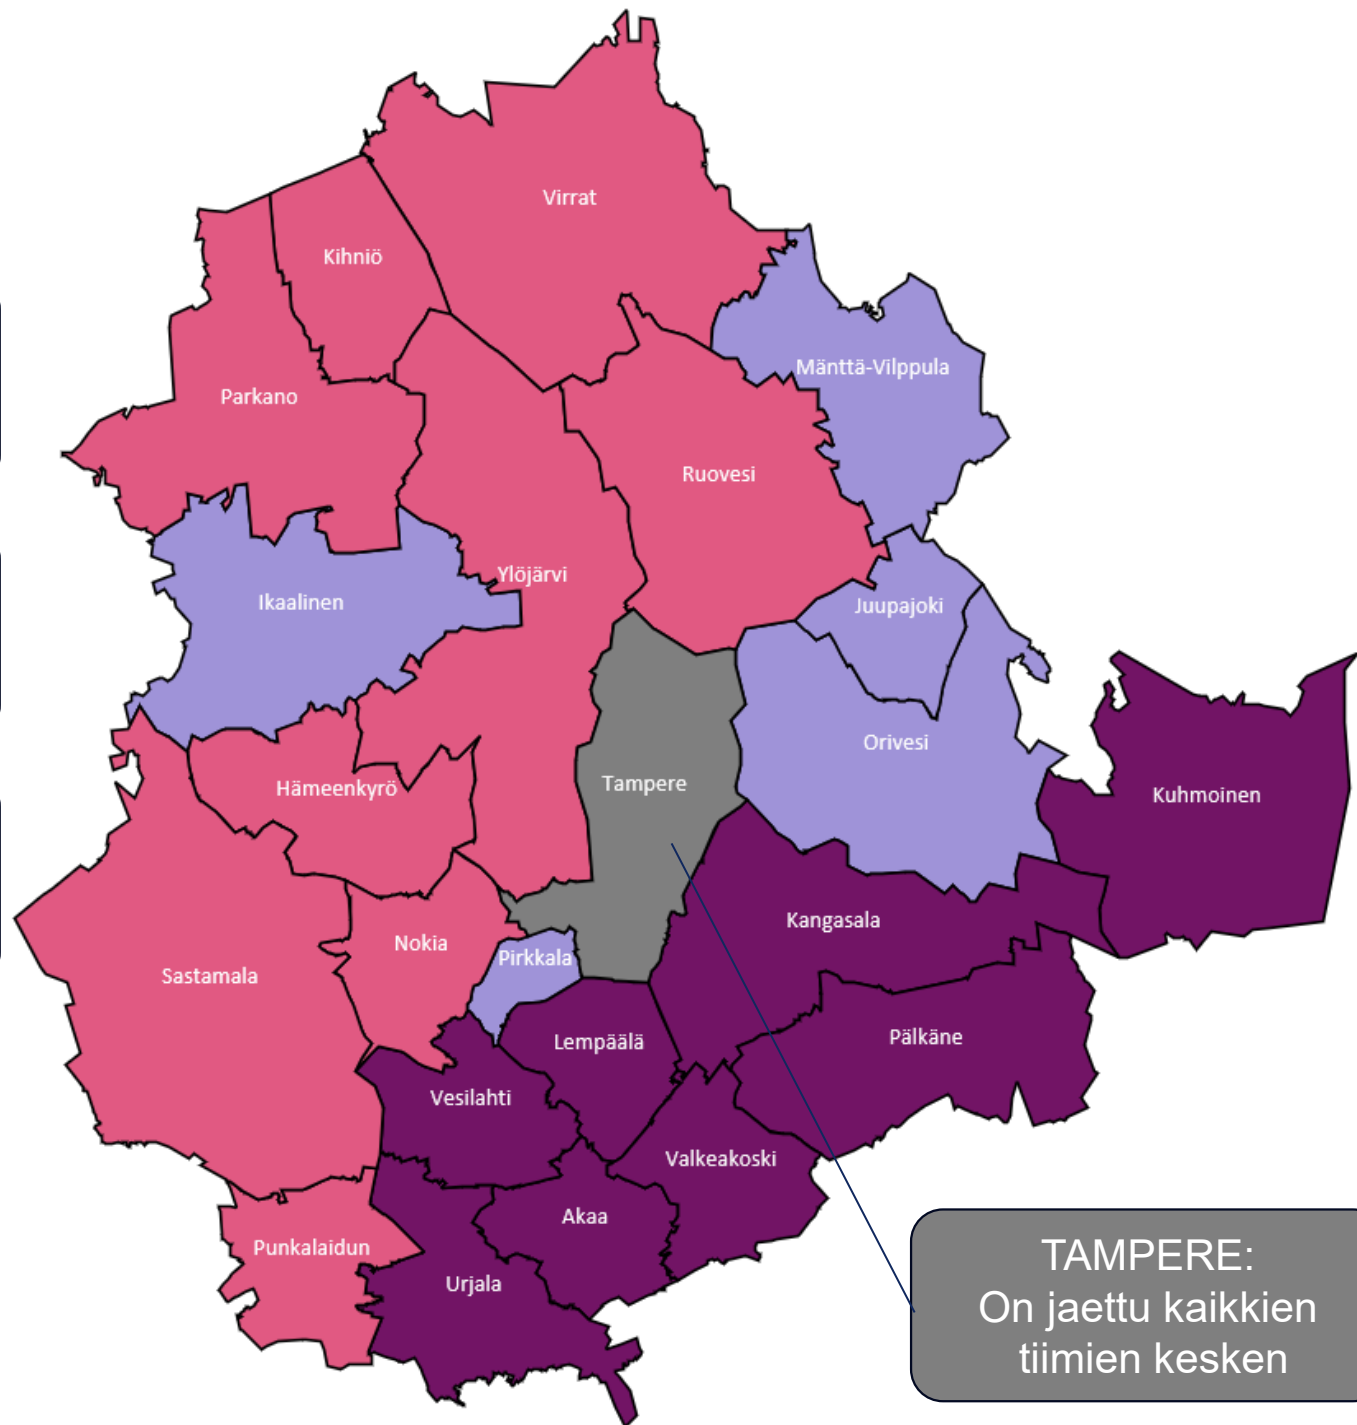 Virrat
Kihniö
Mänttä-Vilppula
Parkano
Ruovesi
Ylöjärvi
Ikaalinen
Juupajoki
Orivesi
Tampere
Hämeenkyrö
Kuhmoinen
Kangasala
Nokia
Pirkkala
Sastamala
Pälkäne
Lempäälä
Vesilahti
Valkeakoski
Akaa
Punkalaidun
Urjala
TAMPERE:
On jaettu kaikkien
tiimien kesken